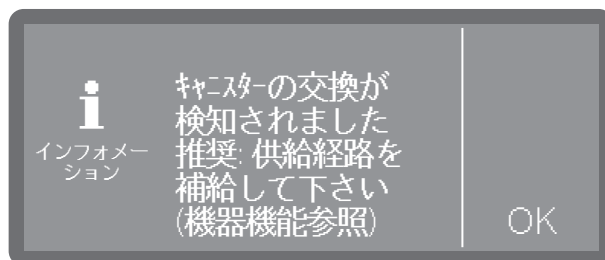 インフォメー
ション
ｷｬﾆｽﾀｰの交換が
検知されました
推奨: 供給経路を
補給して下さい
(機器機能参照)
OK